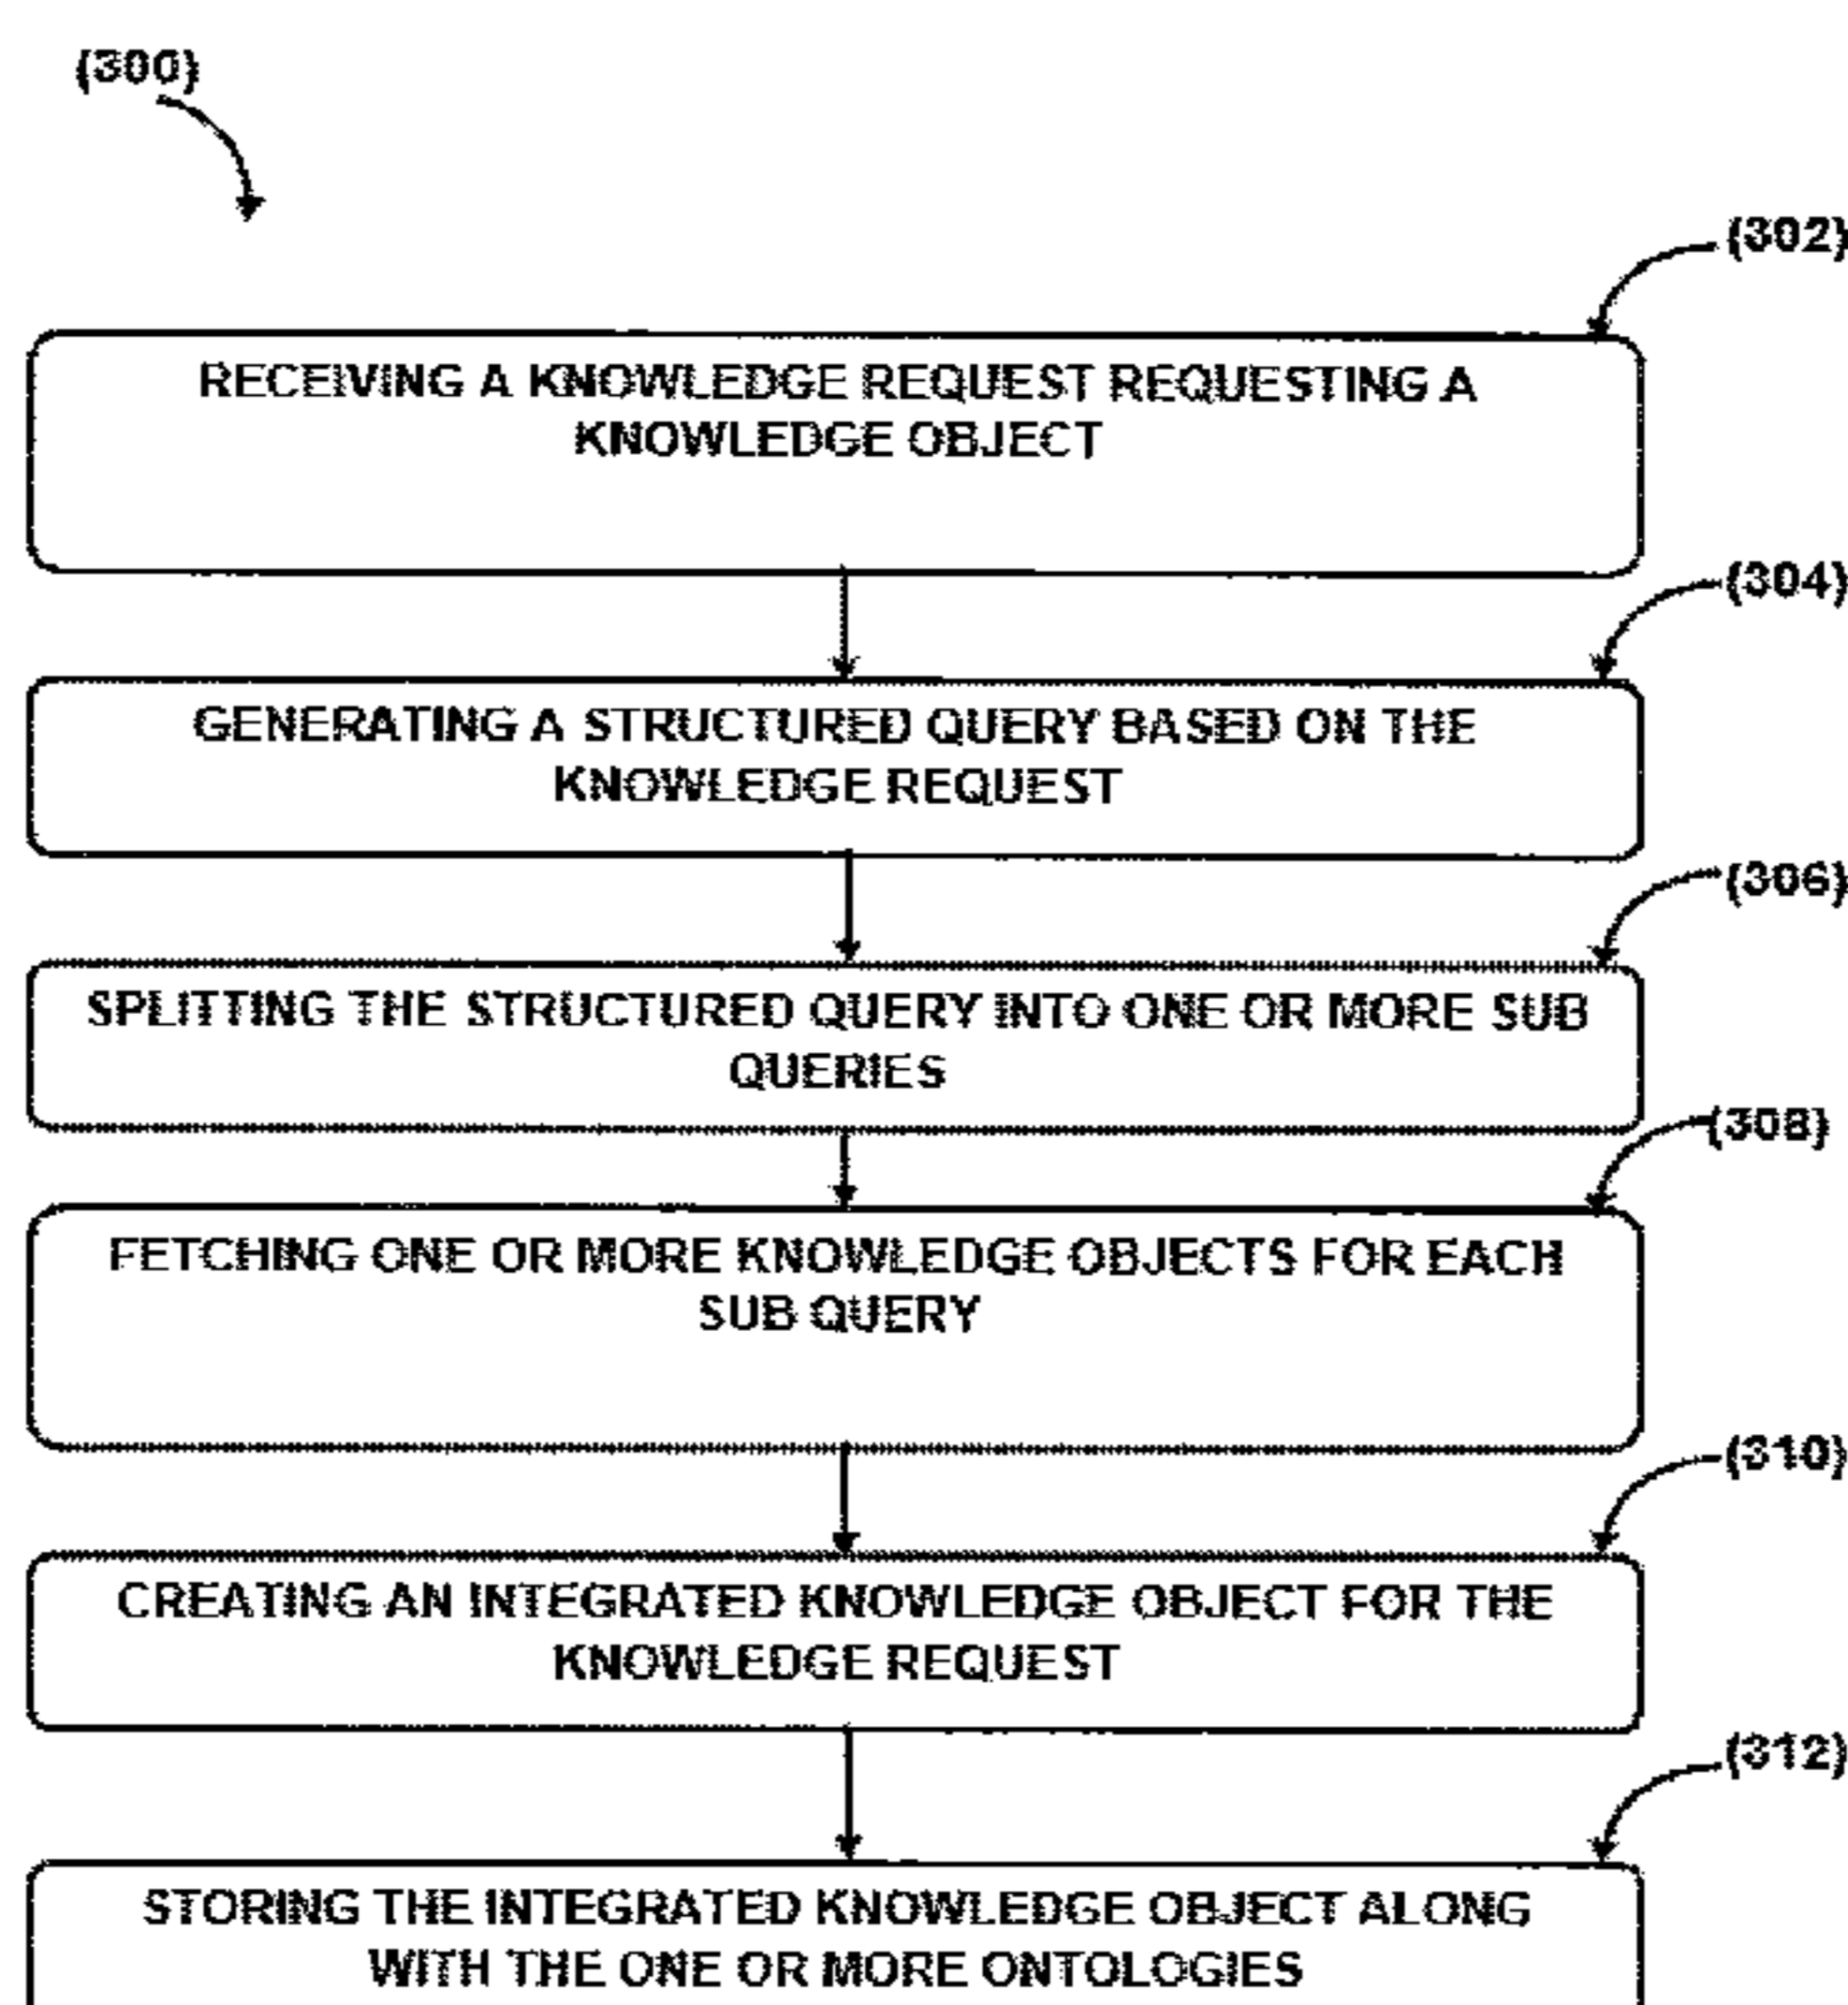 (300)
(302)
RECEIVING A KNOWLEDGE REQUEST REQUESTING A
KNOWLEDGE OBJECT
(304)
GENERATING A STRUCTURED QUERY BASED ON THE
KNOWLEDGE REQUEST
(306)
SPLITTING THE STRUCTURED QUERY INTO ONE OR MORE SUB
QUERIES
(308)
FETCHING ONE OR MORE KNOWLEDGE OBJECTS FOR EACH
SUB QUERY
(310)
CREATING AN INTEGRATED KNOWLEDGE OBJECT FOR THE
KNOWLEDGE REQUEST
(312)
STORING THE INTEGRATED KNOWLEDGE OBJECT ALONG
WITH THE ONE OR MORE ONTOLOGIES